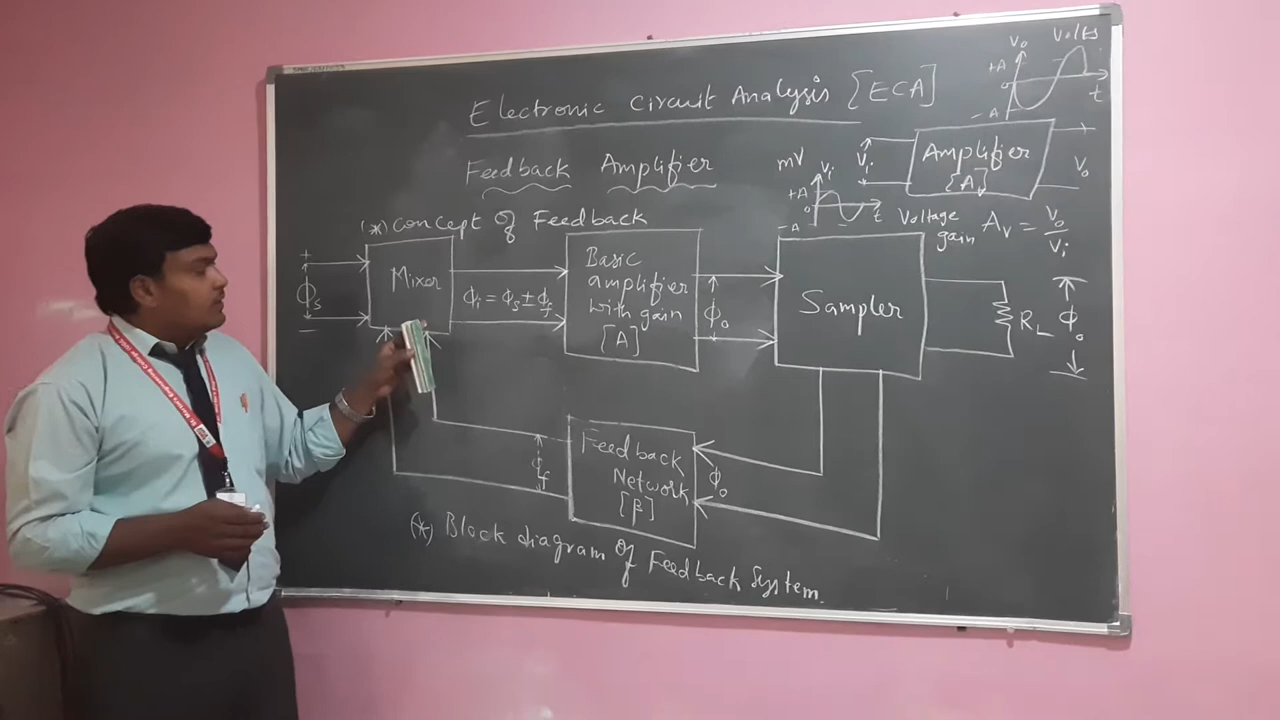 Electronic Circuit Analysis [ECA]
Feedback Amplifier
(*) Concept of Feedback
Volts
Vo
+A
0
-A
t
Vi
Amplifier
[A]
Vo
mV
Vi
+A
0
-A
t
Voltage gain Av = Vo/Vi
+
ϕs
−
Mixer
ϕi = ϕs ± ϕf
Basic
amplifier
with gain
[A]
ϕo
Sampler
RL
ϕo
ϕf
Feedback
Network
[β]
ϕo
(*) Block diagram of Feedback System.